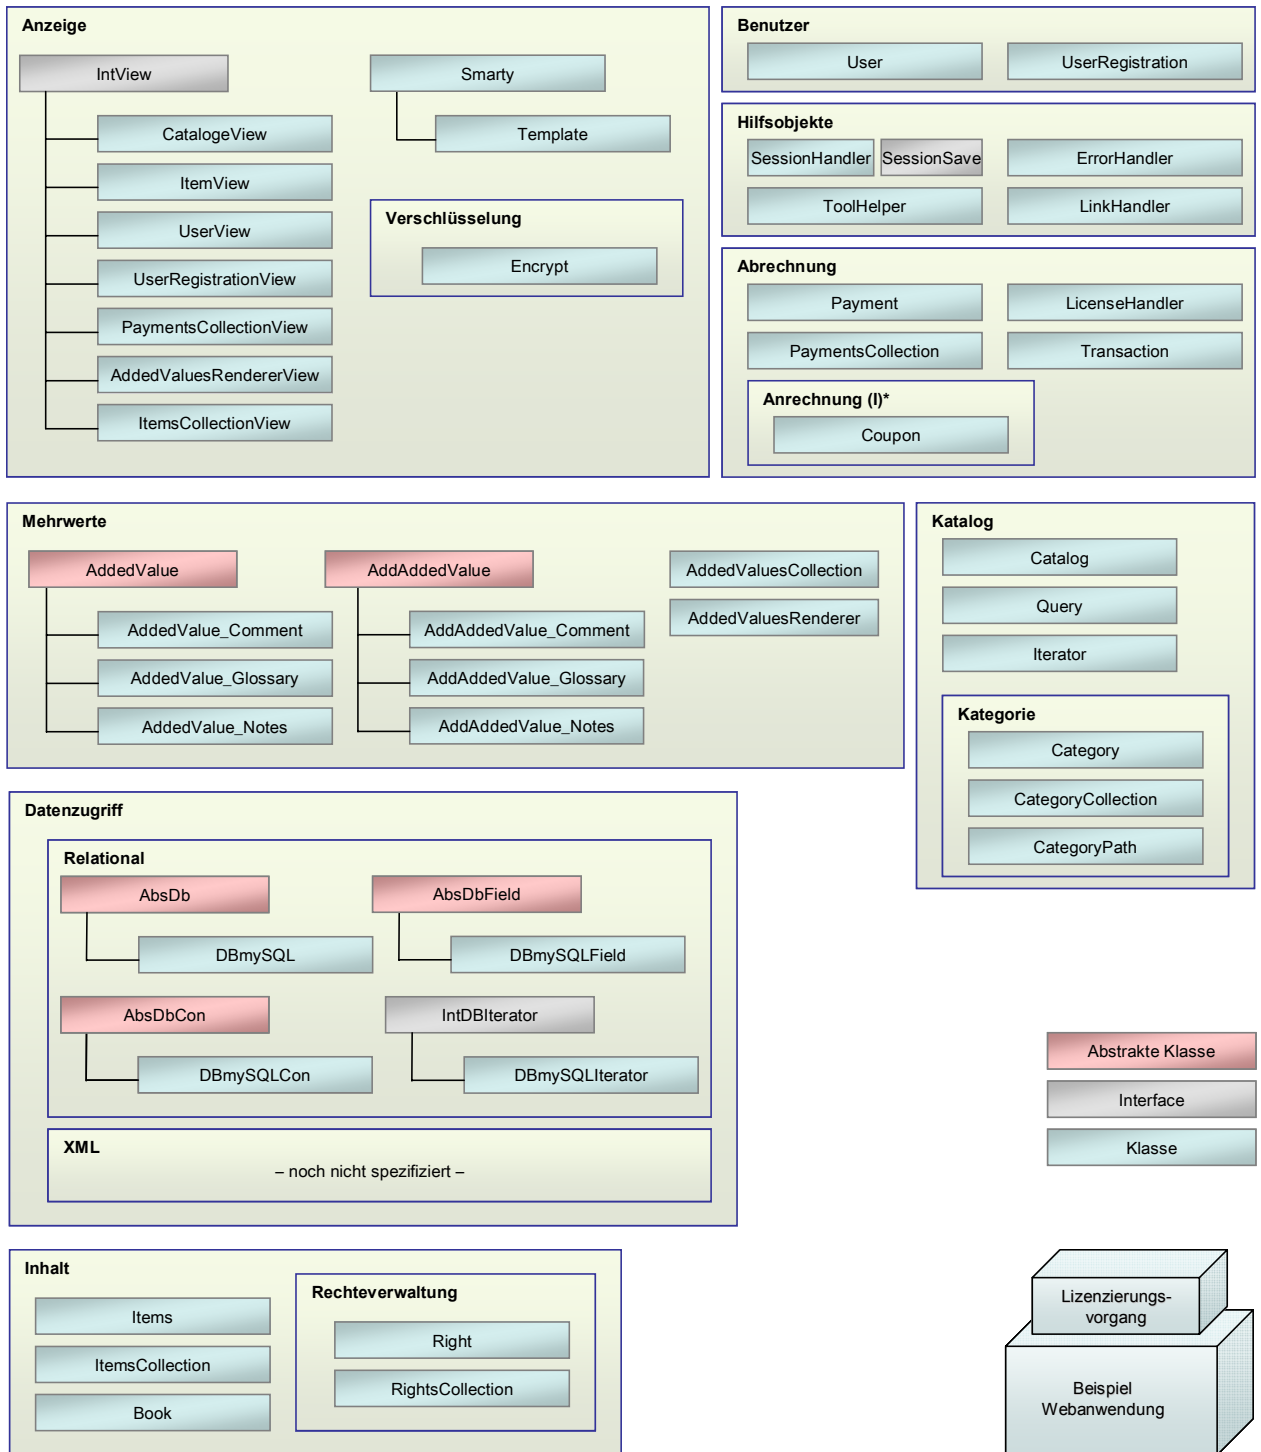 Anzeige
IntView
CatalogeView
ItemView
UserView
UserRegistrationView
PaymentsCollectionView
AddedValuesRendererView
ItemsCollectionView
Smarty
Template
Verschlüsselung
Encrypt
Benutzer
User
UserRegistration
Hilfsobjekte
SessionHandler
SessionSave
ErrorHandler
ToolHelper
LinkHandler
Abrechnung
Payment
LicenseHandler
PaymentsCollection
Transaction
Anrechnung (I)*
Coupon
Mehrwerte
AddedValue
AddedValue_Comment
AddedValue_Glossary
AddedValue_Notes
AddAddedValue
AddAddedValue_Comment
AddAddedValue_Glossary
AddAddedValue_Notes
AddedValuesCollection
AddedValuesRenderer
Katalog
Catalog
Query
Iterator
Kategorie
Category
CategoryCollection
CategoryPath
Datenzugriff
Relational
AbsDb
DBmySQL
AbsDbField
DBmySQLField
AbsDbCon
DBmySQLCon
IntDBIterator
DBmySQLIterator
XML
– noch nicht spezifiziert –
Abstrakte Klasse
Interface
Klasse
Inhalt
Items
ItemsCollection
Book
Rechteverwaltung
Right
RightsCollection
Lizenzierungs-
vorgang
Beispiel
Webanwendung